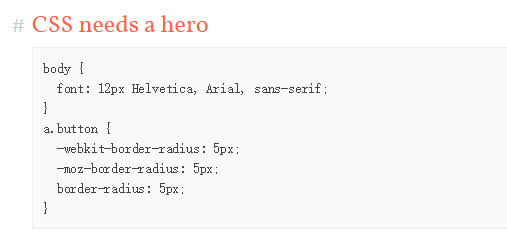 # CSS needs a hero
body {
  font: 12px Helvetica, Arial, sans-serif;
}
a.button {
  -webkit-border-radius: 5px;
  -moz-border-radius: 5px;
  border-radius: 5px;
}